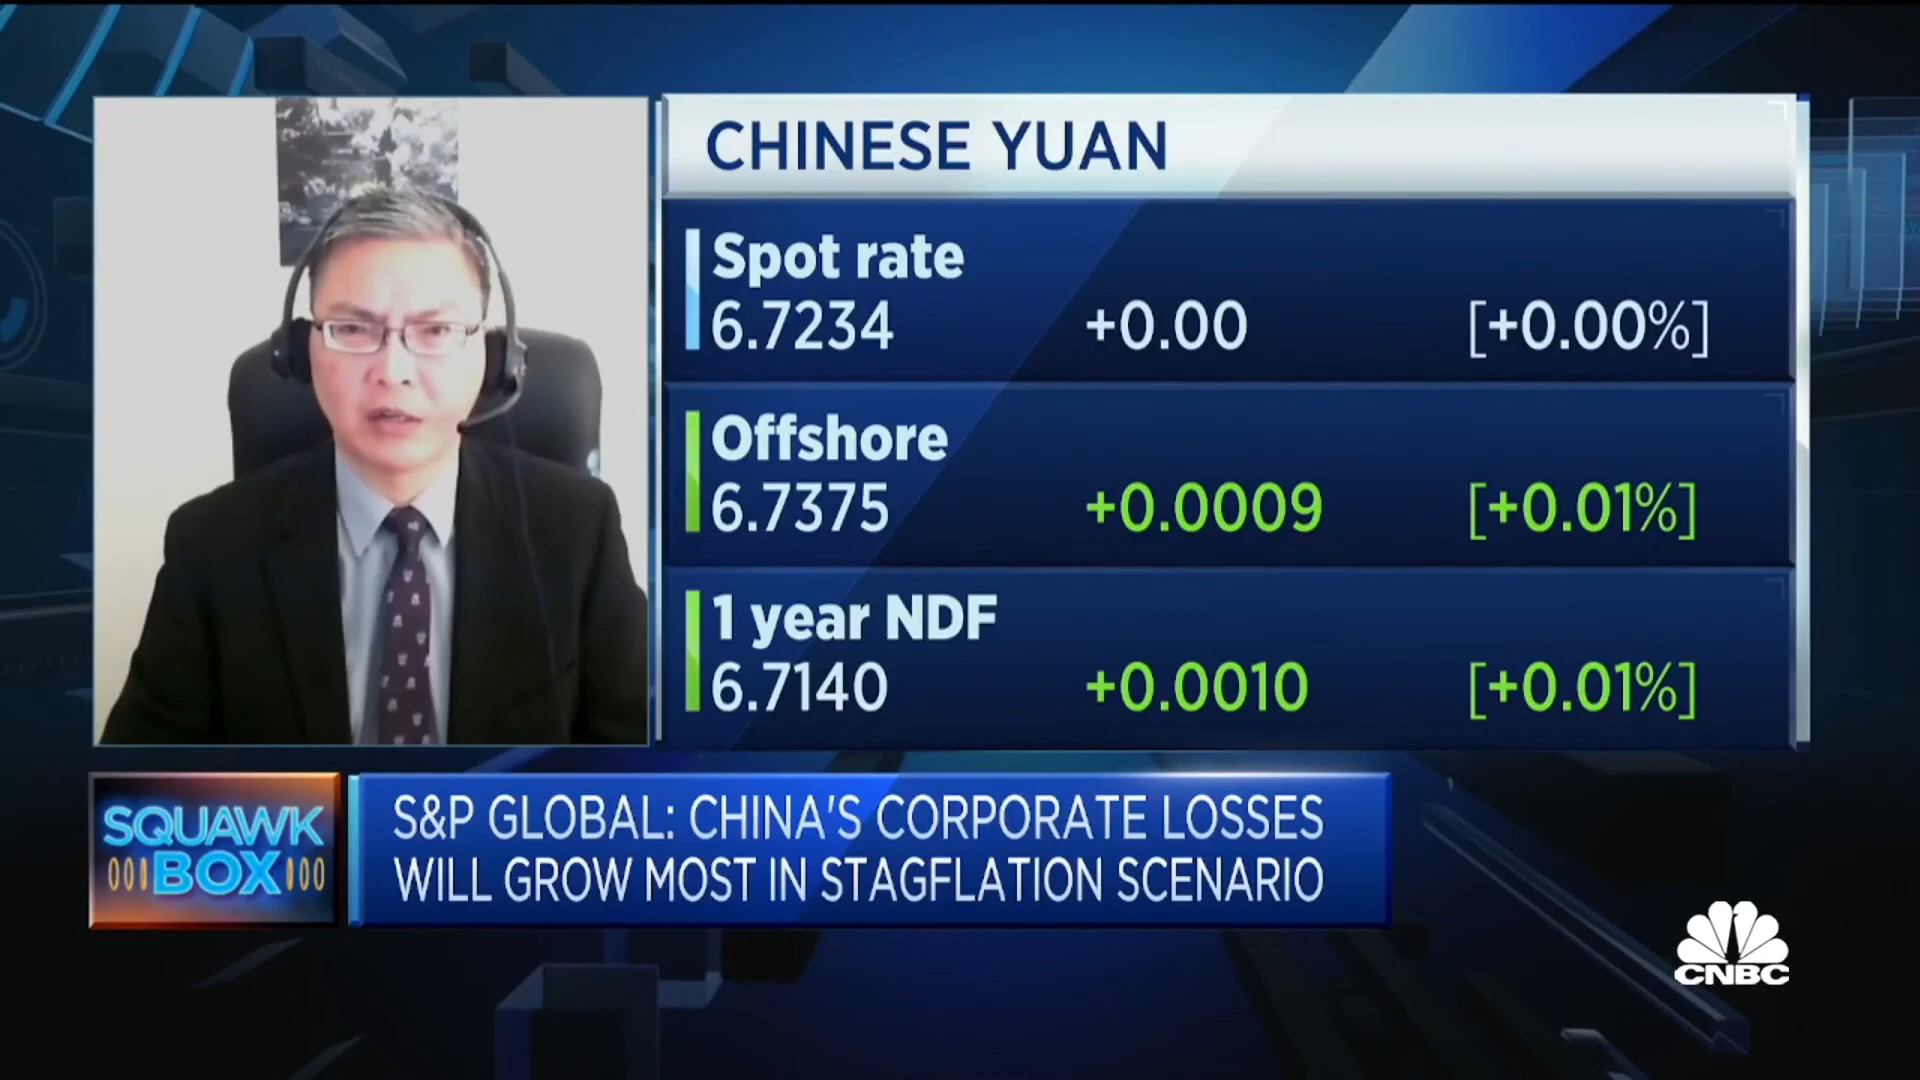 CHINESE YUAN
Spot rate
6.7234 +0.00 [+0.00%]
Offshore
6.7375 +0.0009 [+0.01%]
1 year NDF
6.7140 +0.0010 [+0.01%]
SQUAWK
BOX
S&P GLOBAL: CHINA'S CORPORATE LOSSES
WILL GROW MOST IN STAGFLATION SCENARIO
CNBC